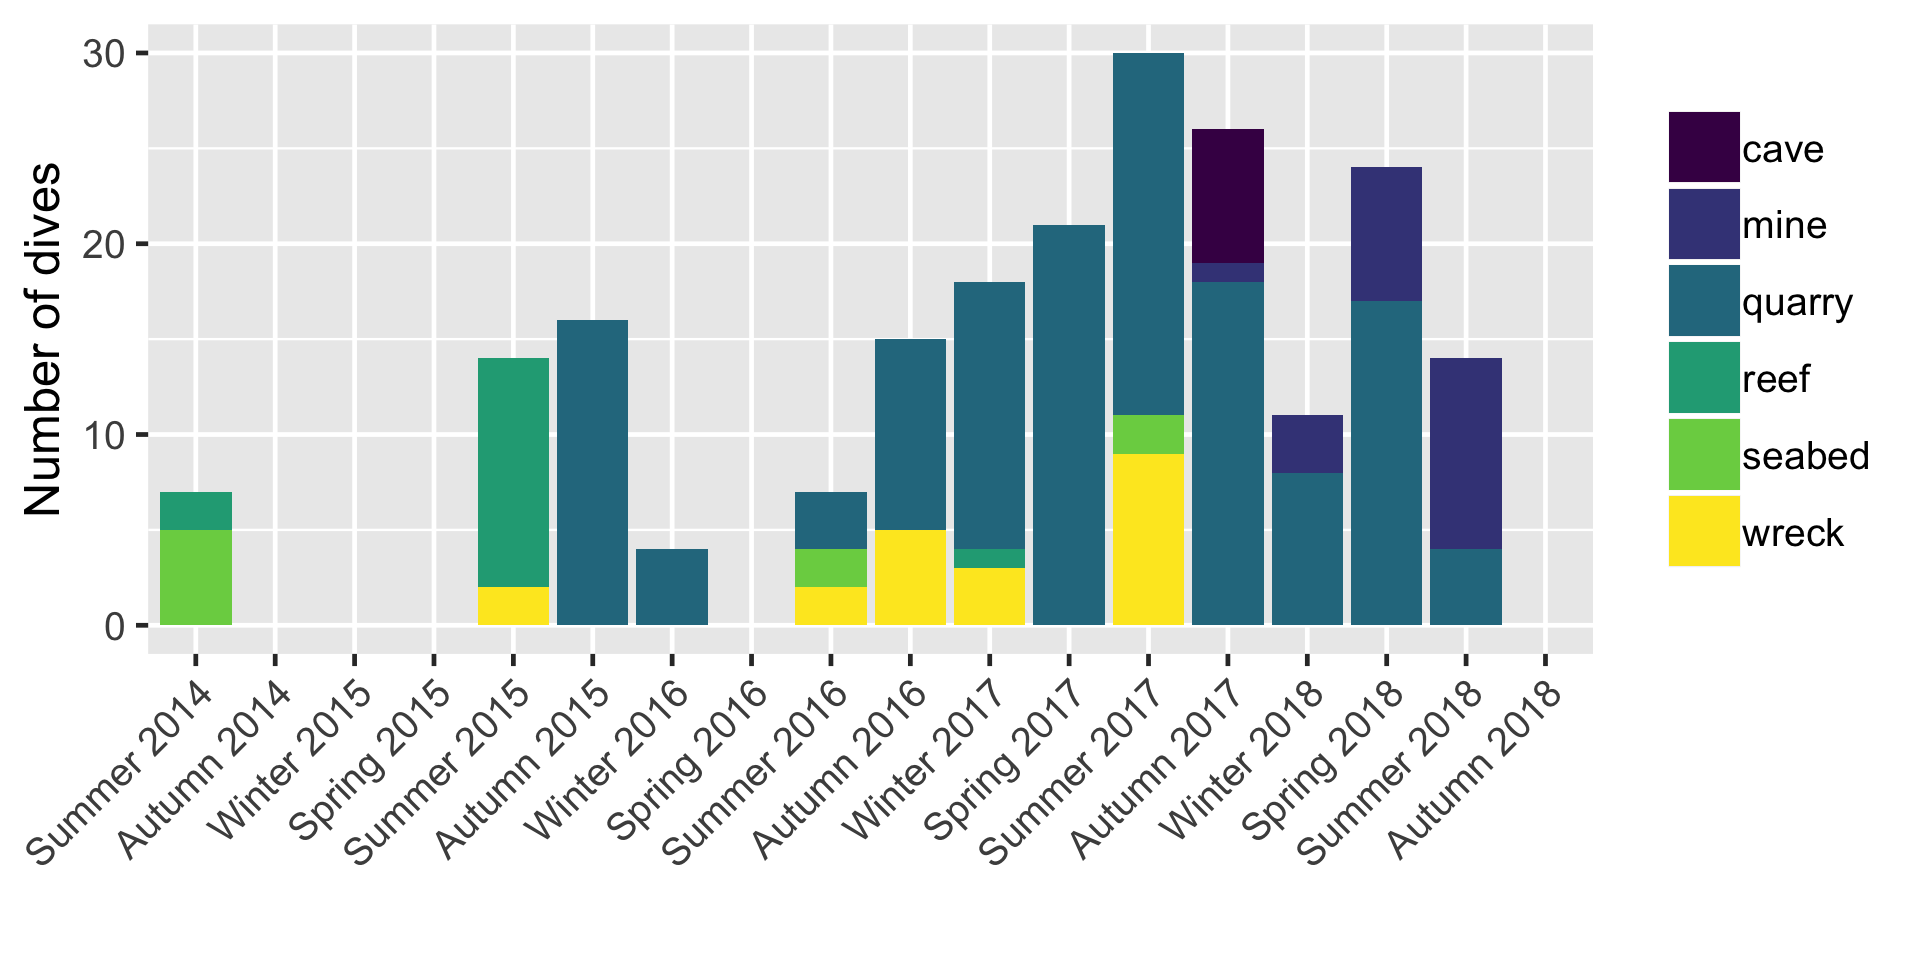 Number of dives
30
20
10
0
Summer 2014
Autumn 2014
Winter 2015
Spring 2015
Summer 2015
Autumn 2015
Winter 2016
Spring 2016
Summer 2016
Autumn 2016
Winter 2017
Spring 2017
Summer 2017
Autumn 2017
Winter 2018
Spring 2018
Summer 2018
Autumn 2018
cave
mine
quarry
reef
seabed
wreck